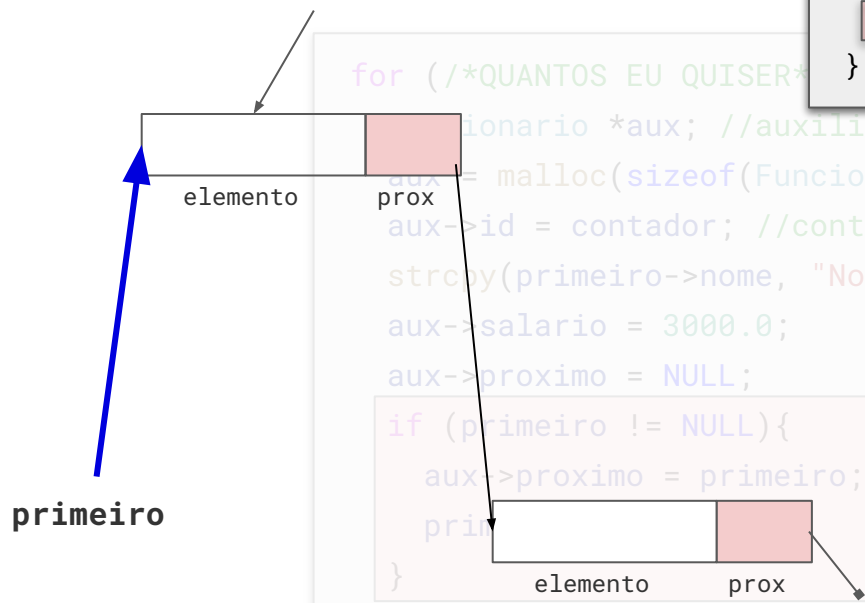 }
for (/*QUANTOS EU QUISER*
ionario *aux; //auxili
aux = malloc(sizeof(Funcio
elemento prox
aux->id = contador; //cont
strcpy(primeiro->nome, "No
aux->salario = 3000.0;
aux->proximo = NULL;
if (primeiro != NULL){
aux->proximo = primeiro;
primeiro
prim
}
elemento prox